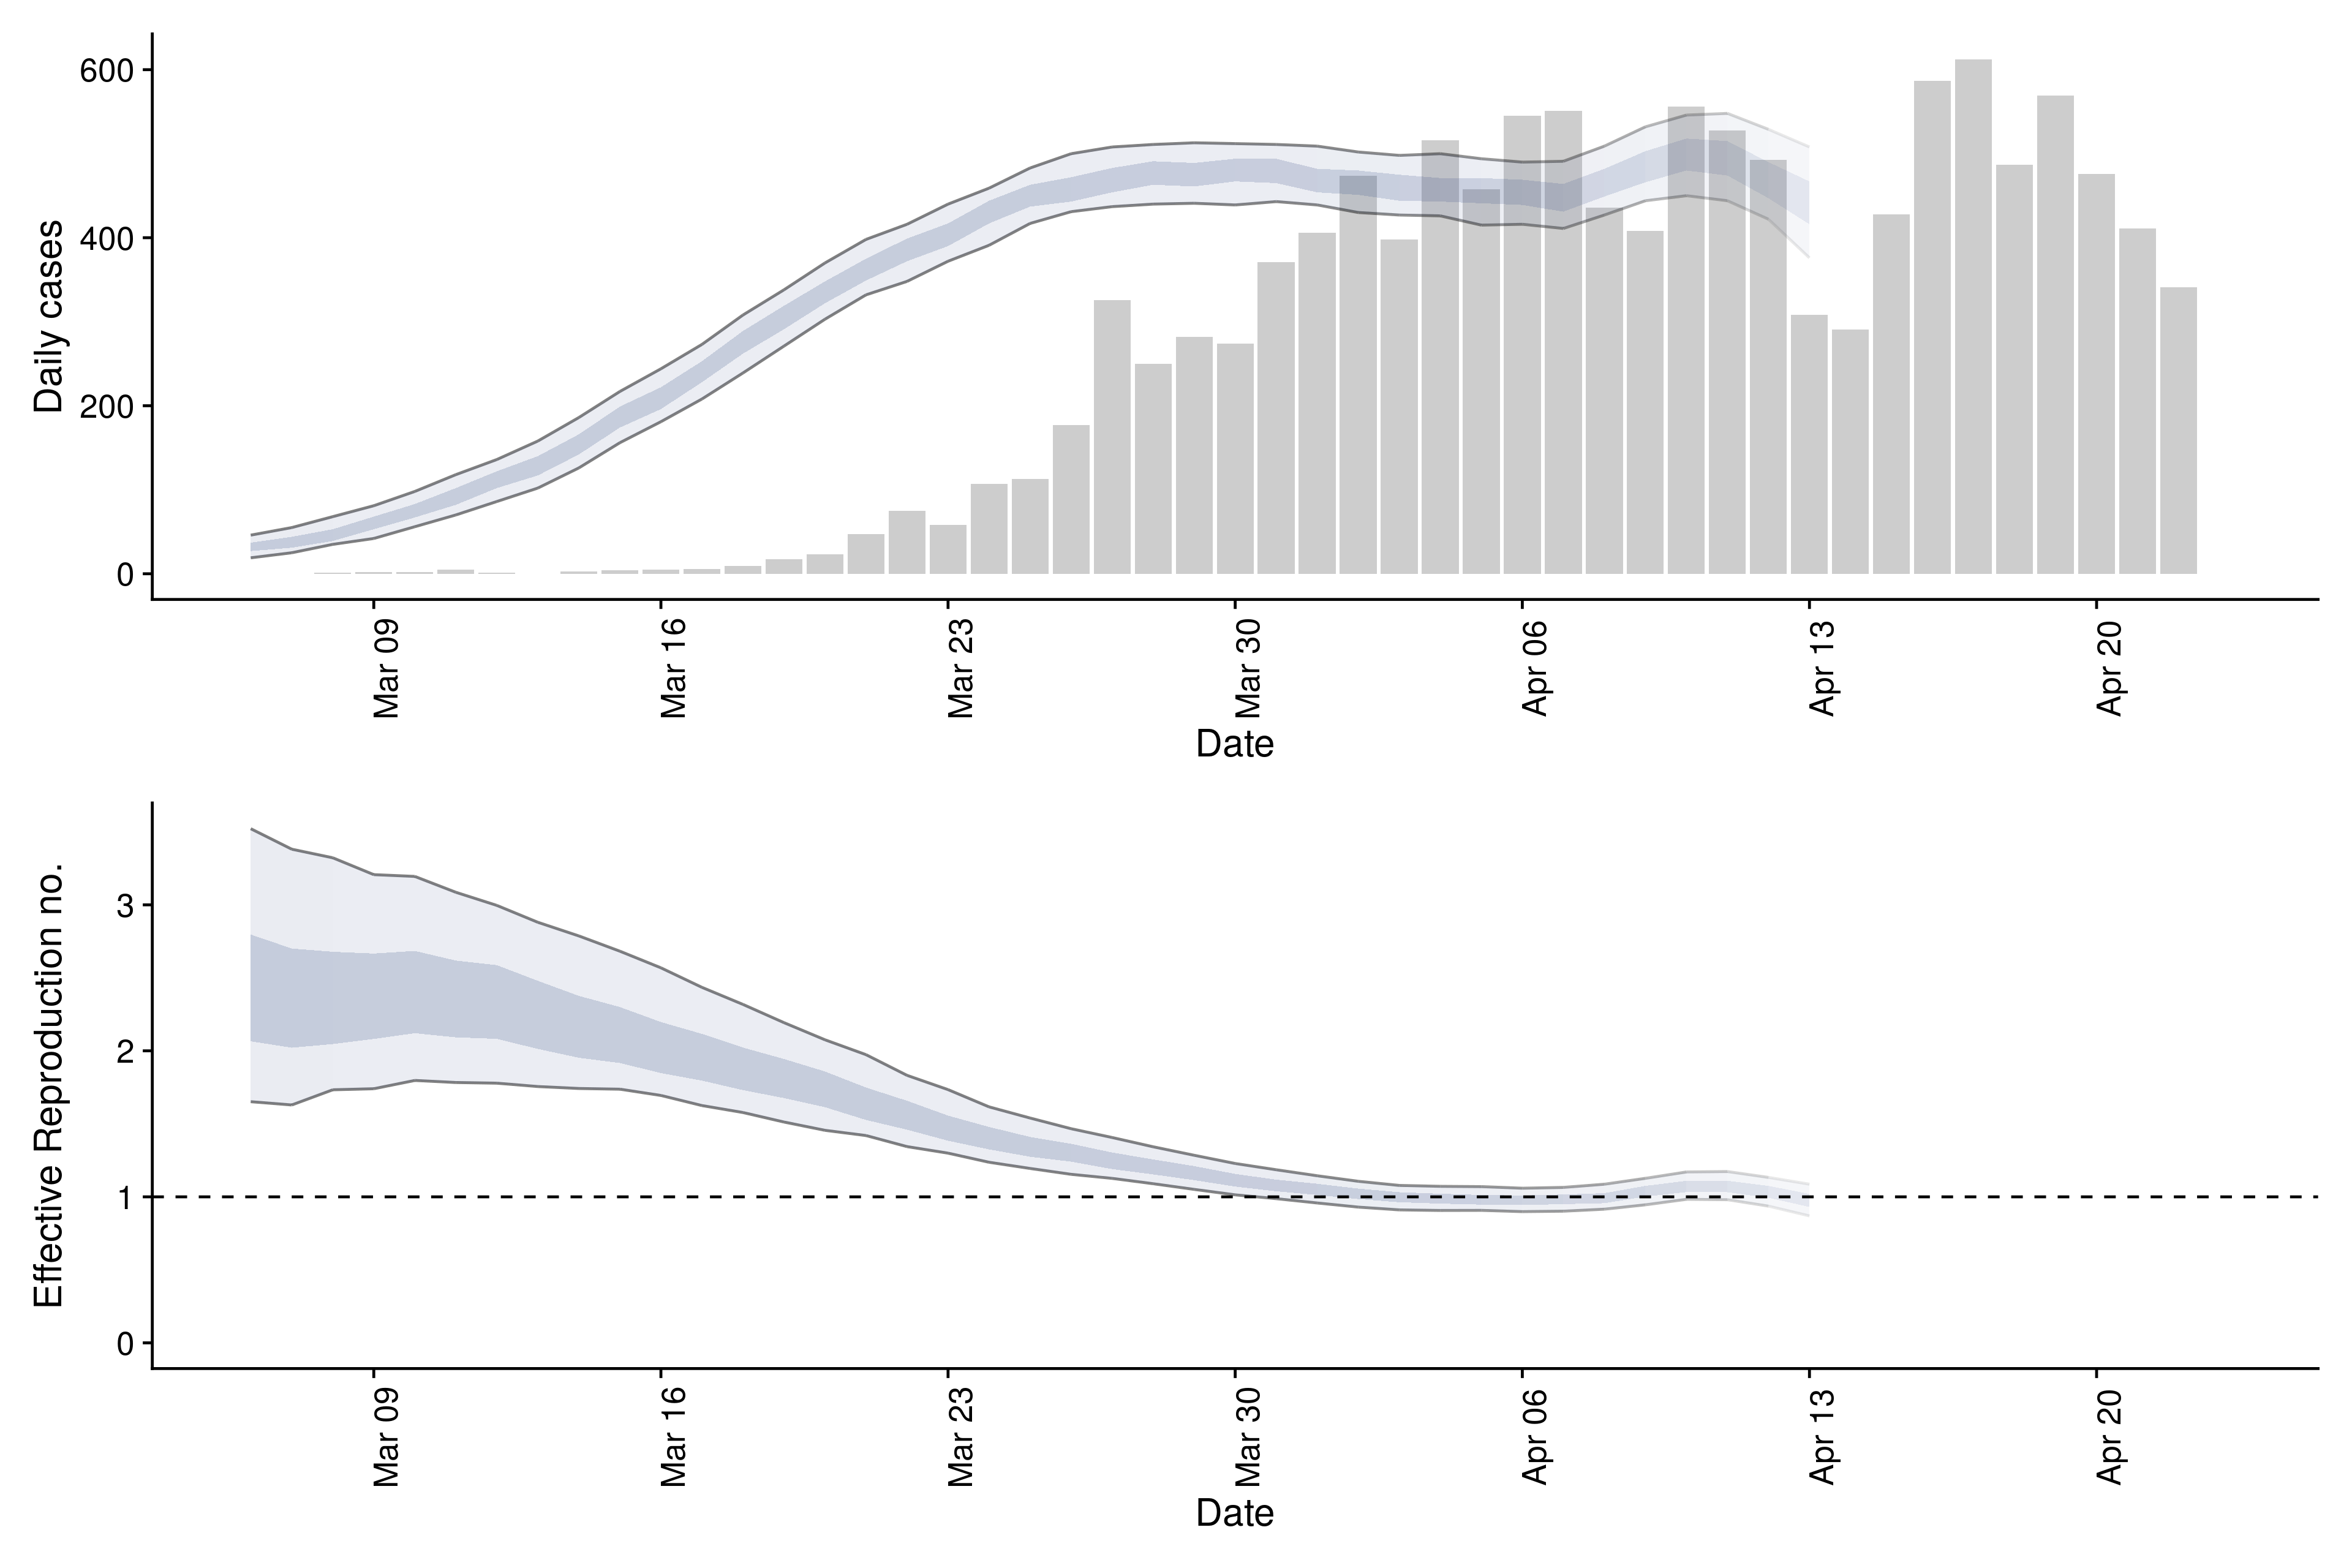 Daily cases
600
400
200
0
Mar 09
Mar 16
Mar 23
Mar 30
Apr 06
Apr 13
Apr 20
Date
Effective Reproduction no.
3
2
1
0
Mar 09
Mar 16
Mar 23
Mar 30
Apr 06
Apr 13
Apr 20
Date